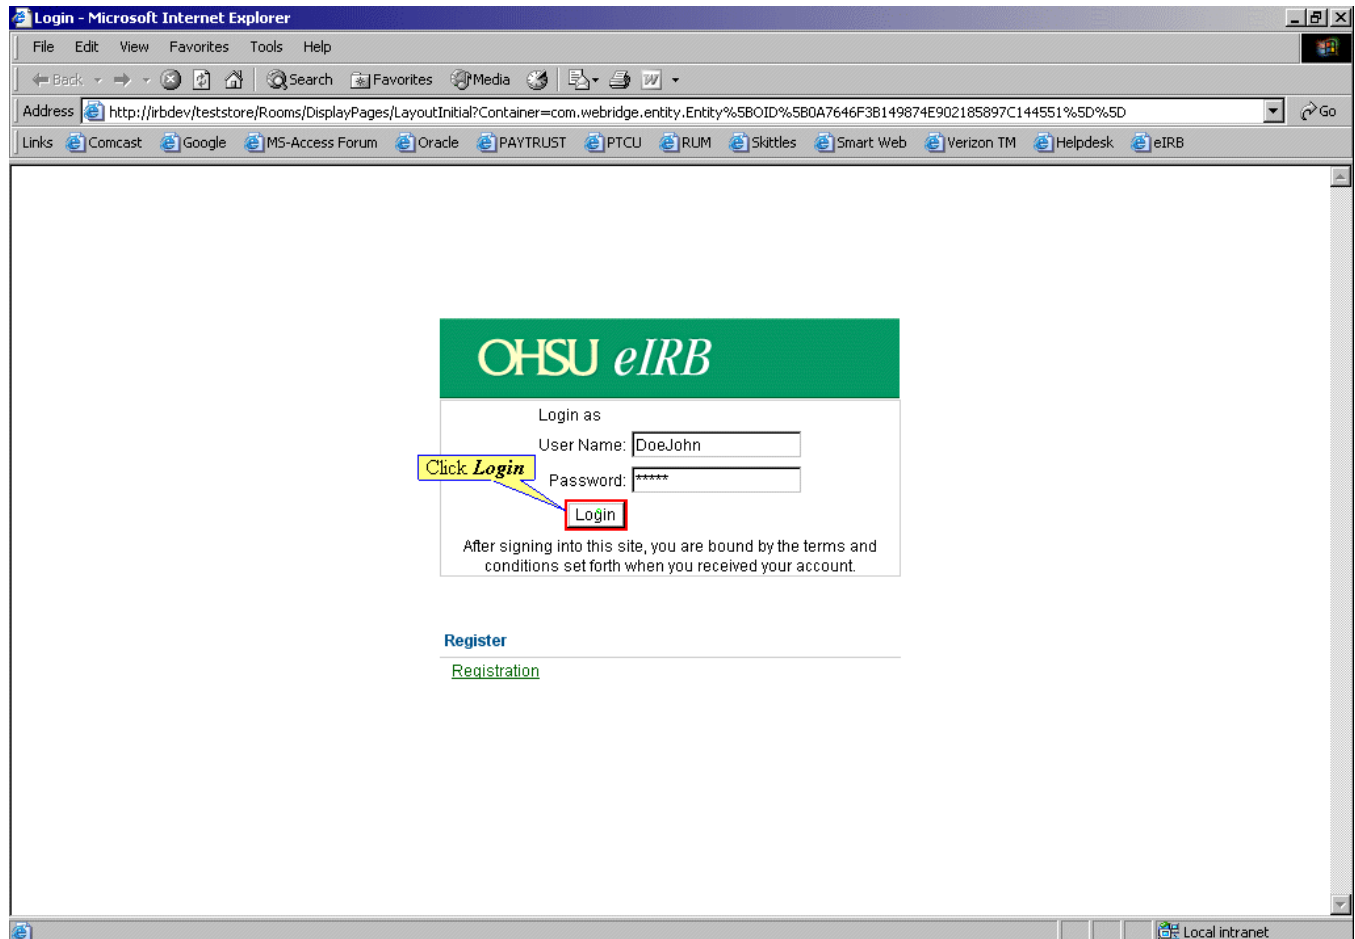 Login - Microsoft Internet Explorer
File Edit View Favorites Tools Help
Back Search Favorites Media
Address http://irbdev/teststore/Rooms/DisplayPages/LayoutInitial?Container=com.webridge.entity.Entity%5BOID%5B0A7646F3B149874E902185897C144551%5D%5D Go
Links Comcast Google MS-Access Forum Oracle PAYTRUST PTCU RUM Skittles Smart Web Verizon TM Helpdesk eIRB
OHSU eIRB
Login as
User Name: DoeJohn
Click Login
Password: *****
Login
After signing into this site, you are bound by the terms and
conditions set forth when you received your account.
Register
Registration
Local intranet